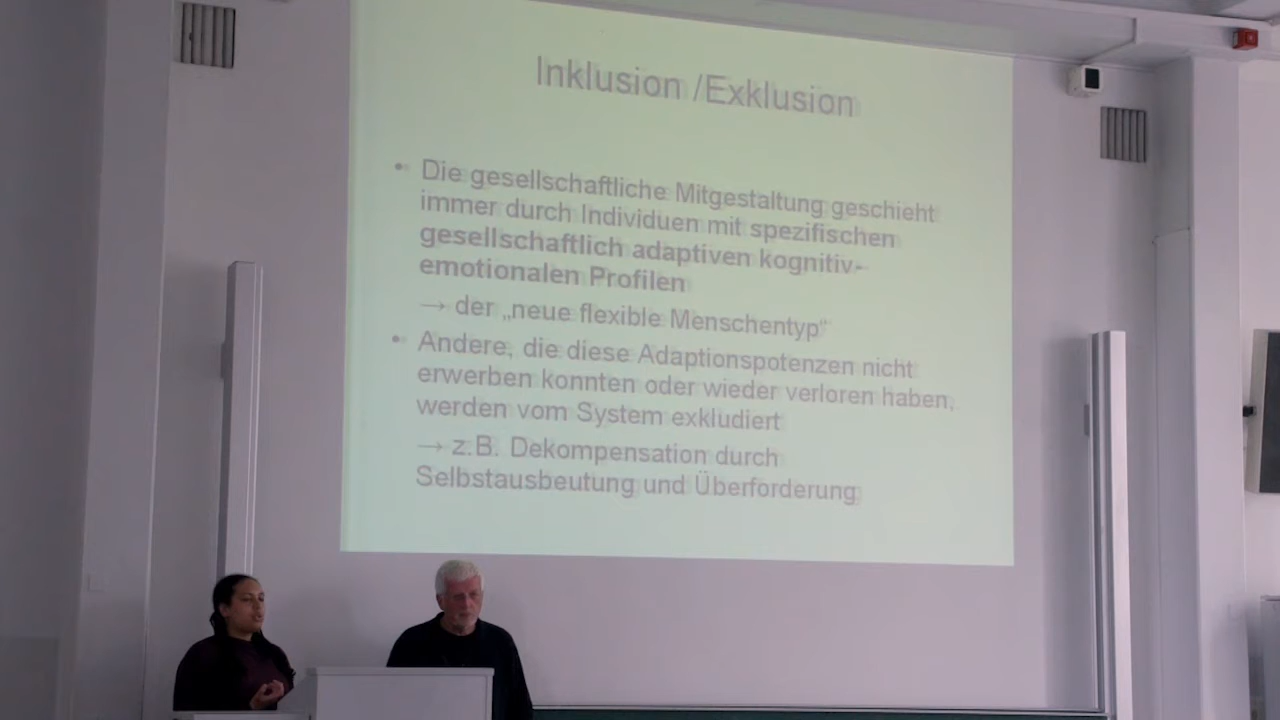 Inklusion /Exklusion
• Die gesellschaftliche Mitgestaltung geschieht
immer durch Individuen mit spezifischen
gesellschaftlich adaptiven kognitiv-
emotionalen Profilen
→ der „neue flexible Menschentyp“
• Andere, die diese Adaptionspotenzen nicht
erwerben konnten oder wieder verloren haben,
werden vom System exkludiert
→ z.B. Dekompensation durch
Selbstausbeutung und Überforderung